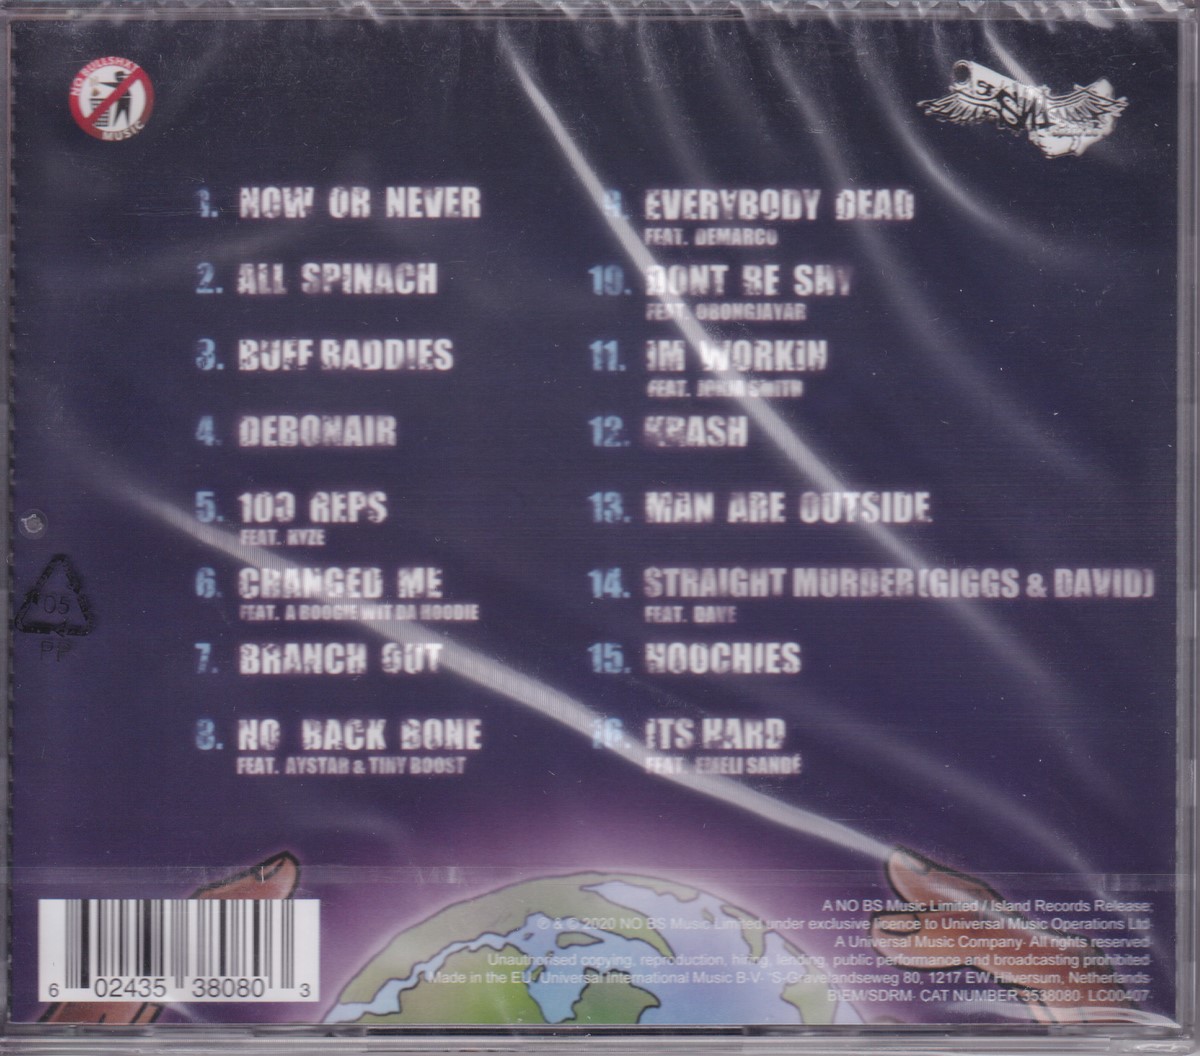 NO BULLSHXT
MUSIC
1. NOW OR NEVER
2. ALL SPINACH
3. BUFF BADDIES
4. DEBONAIR
5. 100 REPS
FEAT. KYZE
6. CHANGED ME
FEAT. A BOOGIE WIT DA HOODIE
7. BRANCH OUT
8. NO BACK BONE
FEAT. AYSTAR & TINY BOOST
9. EVERYBODY DEAD
FEAT. DEMARCO
10. DONT BE SHY
FEAT. OBONGJAYAR
11. IM WORKIN
FEAT. JORJA SMITH
12. KRASH
13. MAN ARE OUTSIDE
14. STRAIGHT MURDER (GIGGS & DAVID)
FEAT. DAVE
15. HOOCHIES
16. ITS HARD
FEAT. EMELI SANDÉ
05
PP
A NO BS Music Limited / Island Records Release;
℗ & © 2020 NO BS Music Limited under exclusive licence to Universal Music Operations Ltd·
A Universal Music Company· All rights reserved·
Unauthorised copying, reproduction, hiring, lending, public performance and broadcasting prohibited·
Made in the EU· Universal International Music B·V· 'S-Gravelandseweg 80, 1217 EW Hilversum, Netherlands·
BIEM/SDRM· CAT NUMBER 3538080· LC00407·
6 02435 38080 3